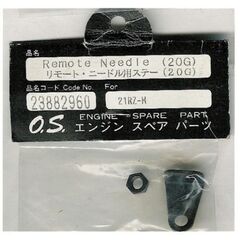 品名
Remote Needle (20G)
リモート・ニードル用ステー(20G)
品名コード Code No. For
23882960 21RZ-M
O.S. ENGINE SPARE PART
エンジン スペア パーツ